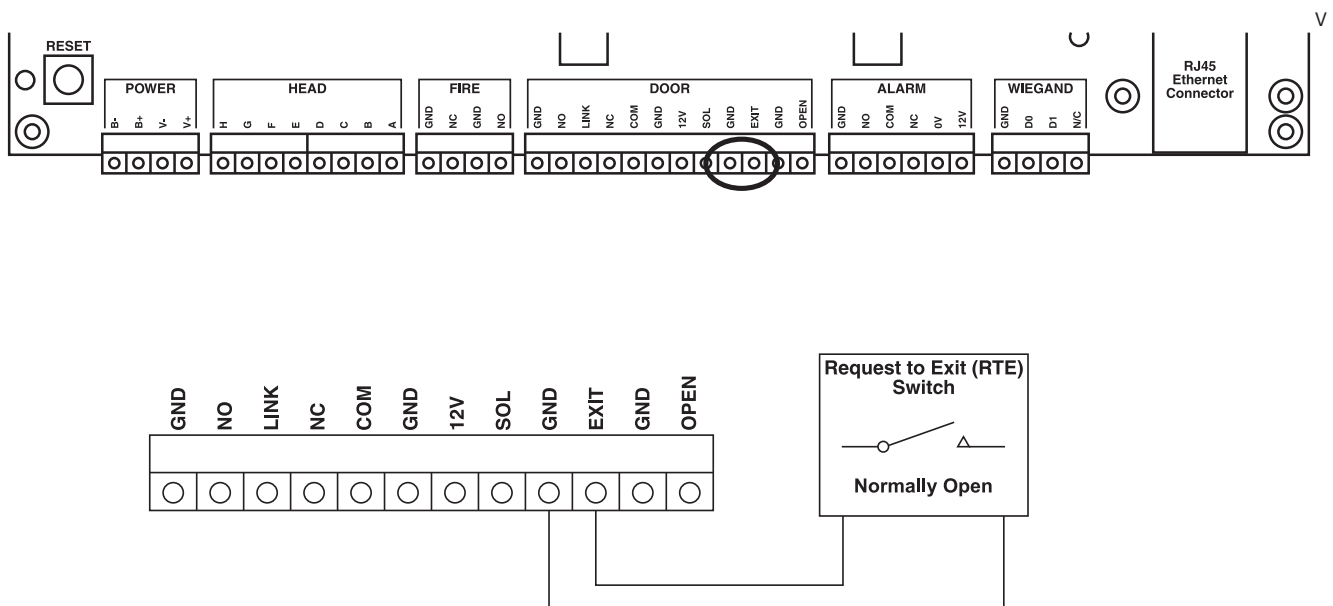 V
RESET
RJ45
Ethernet
Connector
POWER HEAD FIRE DOOR ALARM WIEGAND
B- B+ V- V+ H G F E D C B A GND NC GND NO GND NO LINK NC COM GND 12V SOL GND EXIT GND OPEN GND NO COM NC 0V 12V GND D0 D1 N/C
GND NO LINK NC COM GND 12V SOL GND EXIT GND OPEN
Request to Exit (RTE)
Switch
Normally Open